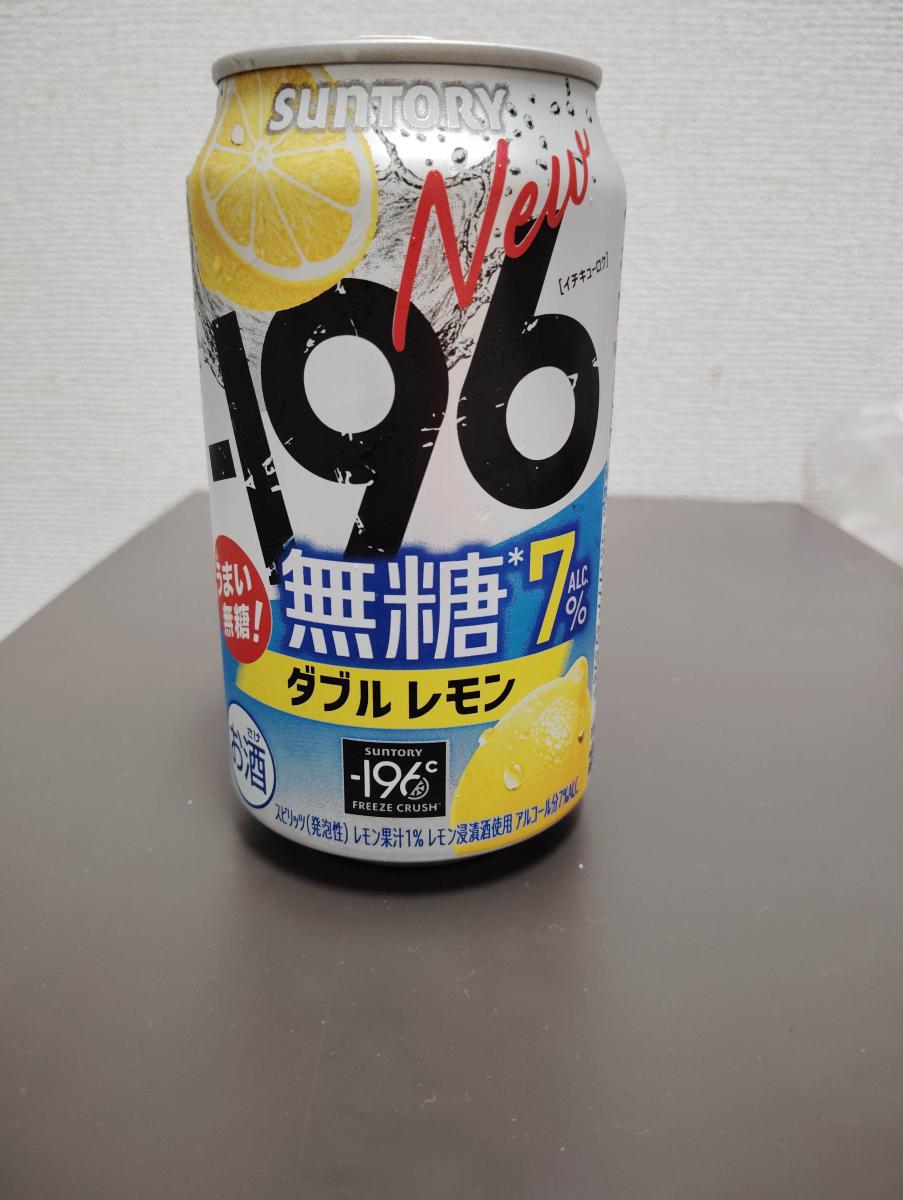 SUNTORY
New
-196
[イチキューロク]
うまい
無糖!
無糖*7
ALC.
%
ダブルレモン
さけ
お酒
SUNTORY
-196℃
FREEZE CRUSH
スピリッツ(発泡性) レモン果汁1% レモン浸漬酒使用 アルコール分7%ALC.